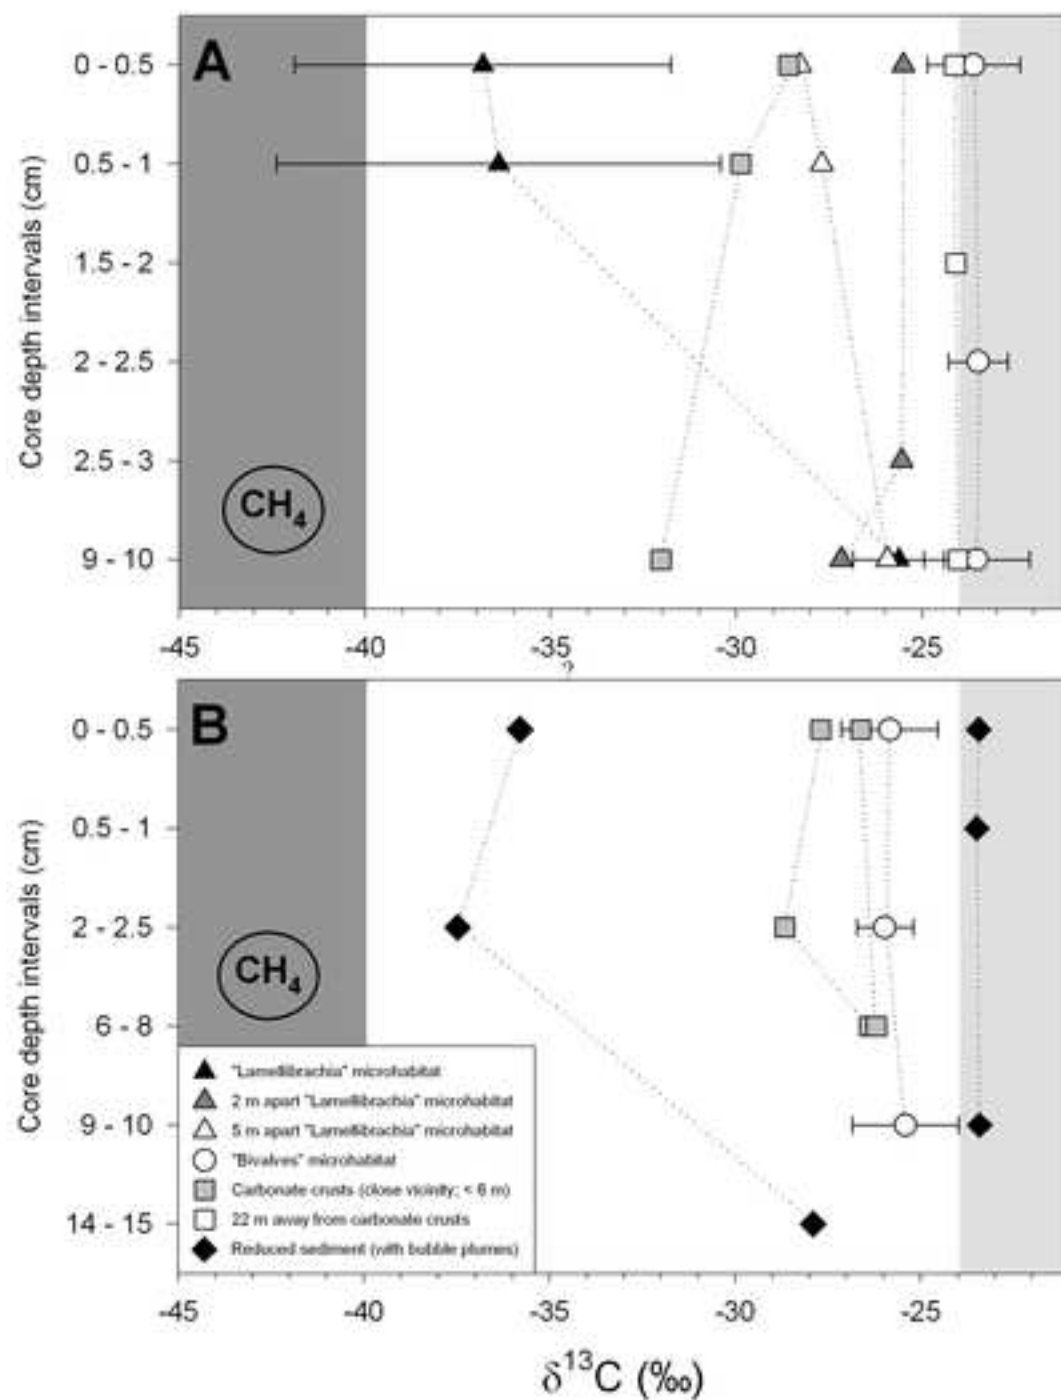 A
Core depth intervals (cm)
0 - 0.5
0.5 - 1
1.5 - 2
2 - 2.5
2.5 - 3
9 - 10
CH4
-45 -40 -35 -30 -25
?
B
Core depth intervals (cm)
0 - 0.5
0.5 - 1
2 - 2.5
6 - 8
9 - 10
14 - 15
CH4
"Lamellibrachia" microhabitat
2 m apart "Lamellibrachia" microhabitat
5 m apart "Lamellibrachia" microhabitat
"Bivalves" microhabitat
Carbonate crusts (close vicinity; < 6 m)
22 m away from carbonate crusts
Reduced sediment (with bubble plumes)
-45 -40 -35 -30 -25
δ13C (‰)